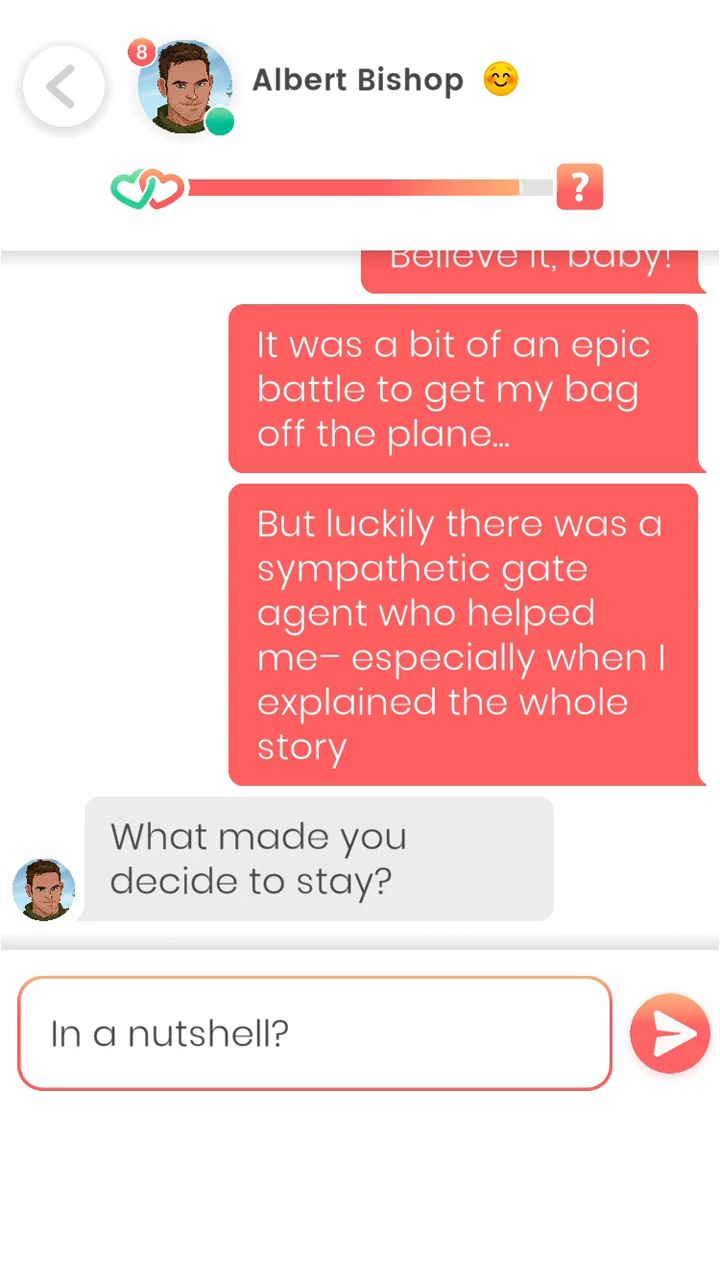 8
Albert Bishop
?
Believe it, baby!
It was a bit of an epic
battle to get my bag
off the plane...
But luckily there was a
sympathetic gate
agent who helped
me– especially when I
explained the whole
story
What made you
decide to stay?
In a nutshell?